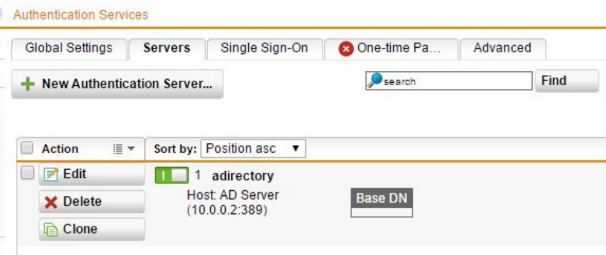 Authentication Services
Global Settings Servers Single Sign-On One-time Pa... Advanced
New Authentication Server... search Find
Action Sort by: Position asc
Edit 1 adirectory
Delete Host: AD Server Base DN
(10.0.0.2:389)
Clone